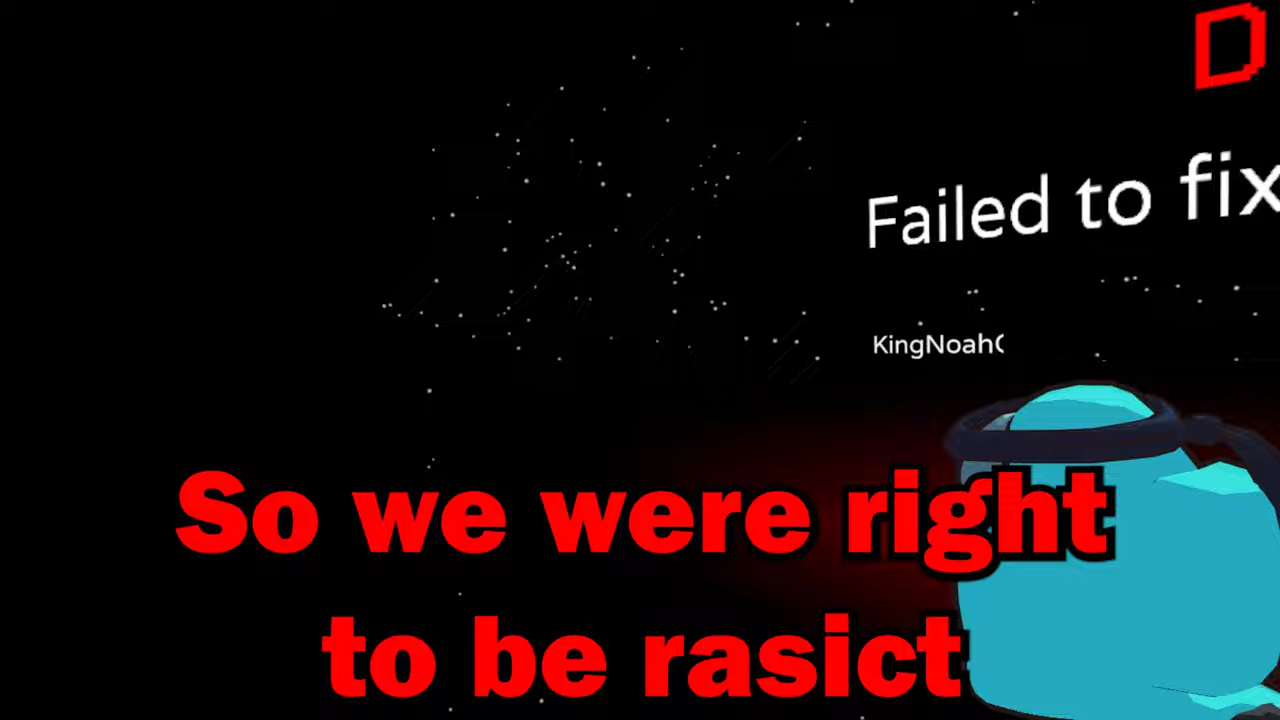 D
Failed to fix
KingNoah
So we were right
to be rasict